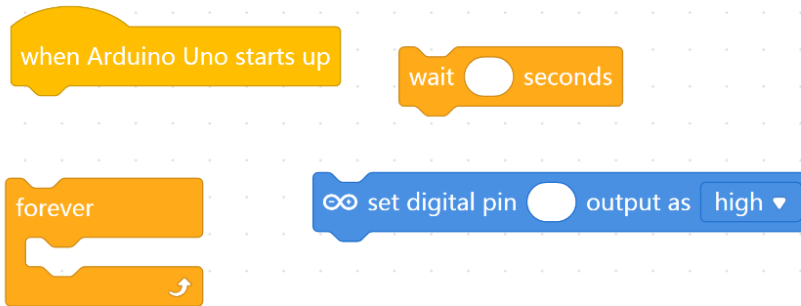 when Arduino Uno starts up
wait seconds
forever
set digital pin output as high